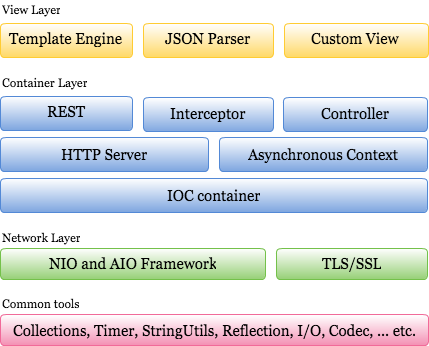 View Layer
Template Engine
JSON Parser
Custom View
Container Layer
REST
Interceptor
Controller
HTTP Server
Asynchronous Context
IOC container
Network Layer
NIO and AIO Framework
TLS/SSL
Common tools
Collections, Timer, StringUtils, Reflection, I/O, Codec, ... etc.